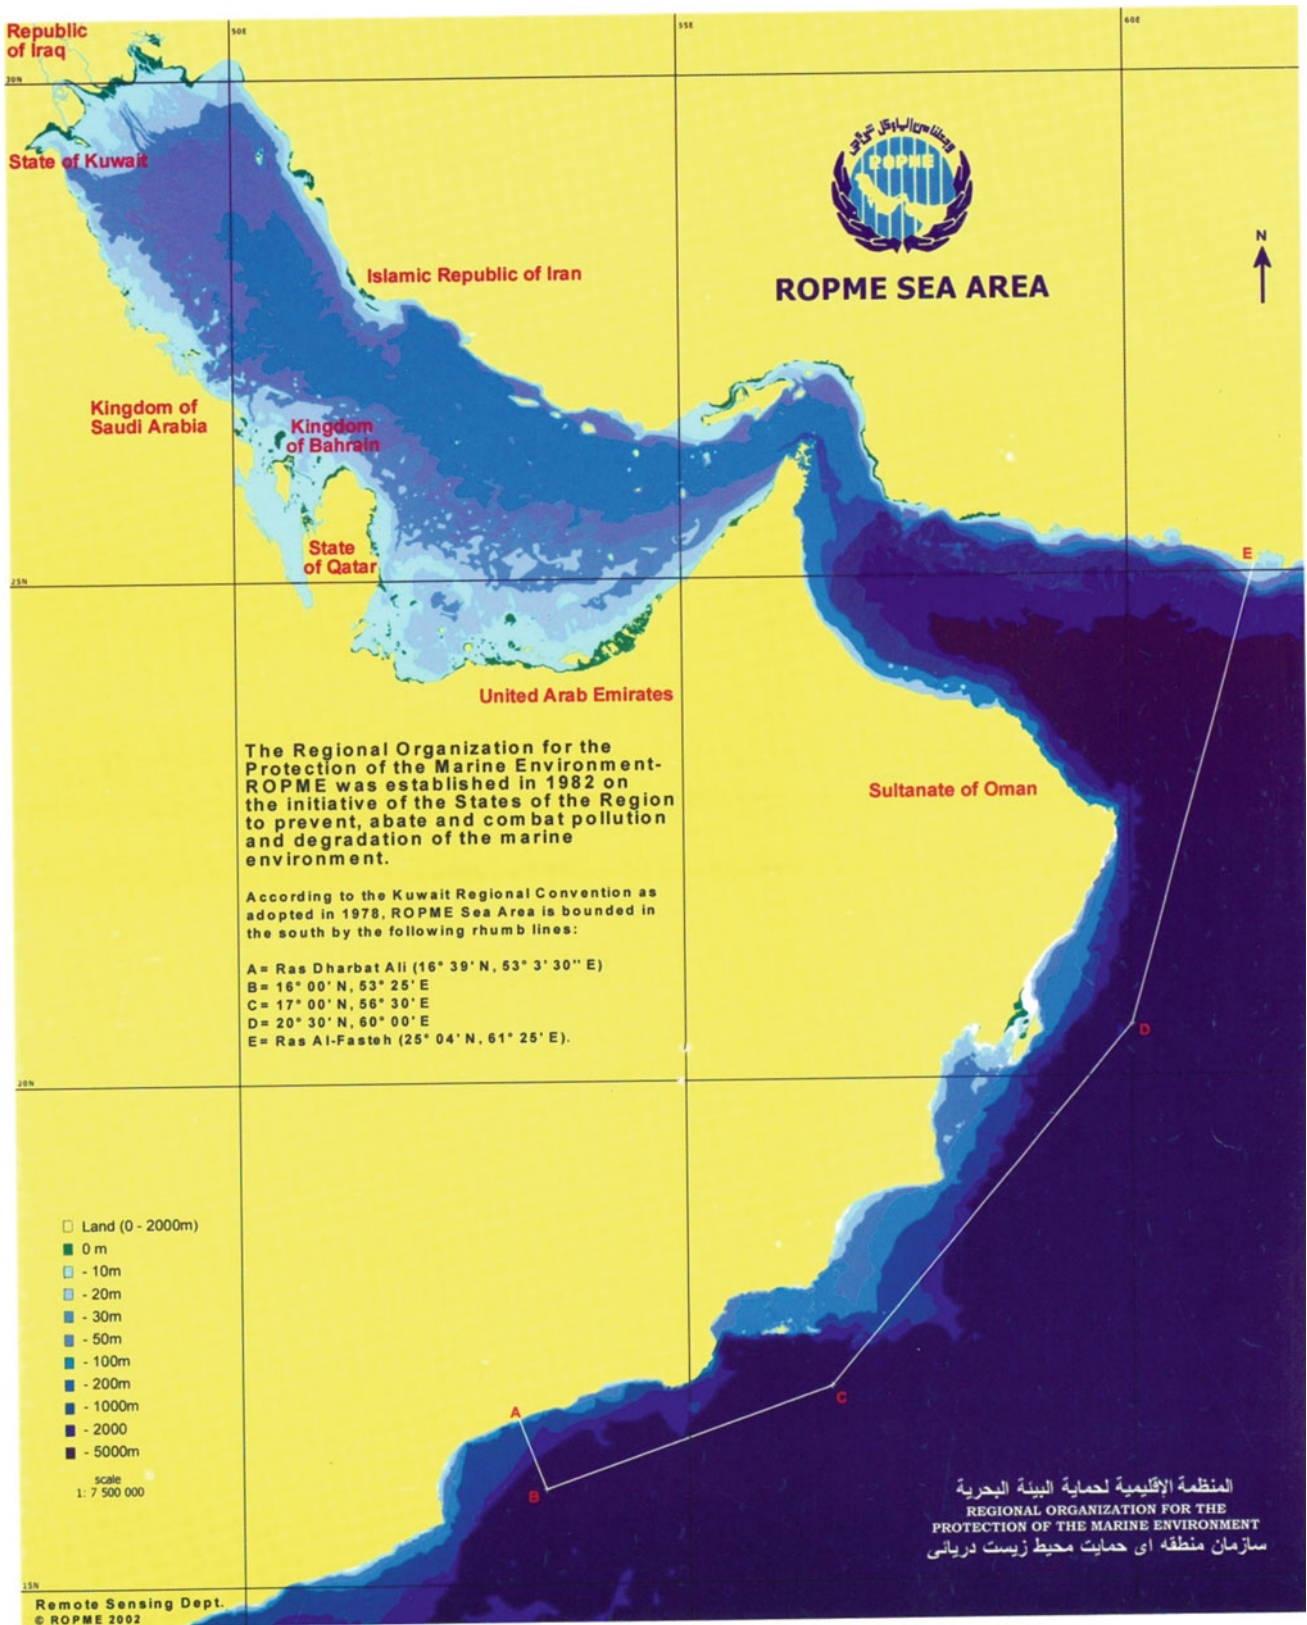 Republic
of Iraq
50E
55E
60E
30N
State of Kuwait
ROPME
N
ROPME SEA AREA
Islamic Republic of Iran
Kingdom of
Saudi Arabia
Kingdom
of Bahrain
State
of Qatar
25N
E
United Arab Emirates
The Regional Organization for the
Protection of the Marine Environment-
ROPME was established in 1982 on
the initiative of the States of the Region
to prevent, abate and combat pollution
and degradation of the marine
environment.
Sultanate of Oman
According to the Kuwait Regional Convention as
adopted in 1978, ROPME Sea Area is bounded in
the south by the following rhumb lines:
A= Ras Dharbat Ali (16° 39' N, 53° 3' 30" E)
B= 16° 00' N, 53° 25' E
C= 17° 00' N, 56° 30' E
D= 20° 30' N, 60° 00' E
E= Ras Al-Fasteh (25° 04' N, 61° 25' E).
D
20N
Land (0 - 2000m)
0 m
- 10m
- 20m
- 30m
- 50m
- 100m
- 200m
- 1000m
- 2000
- 5000m
scale
1: 7 500 000
A
B
C
المنظمة الإقليمية لحماية البيئة البحرية
REGIONAL ORGANIZATION FOR THE
PROTECTION OF THE MARINE ENVIRONMENT
سازمان منطقه ای حمایت محیط زیست دریائی
15N
Remote Sensing Dept.
© ROPME 2002